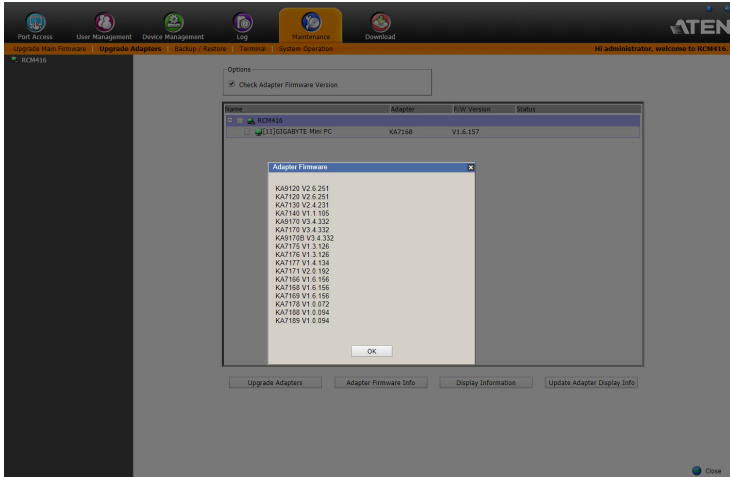 ATEN
Port Access User Management Device Management Log Maintenance Download
Upgrade Main Firmware | Upgrade Adapters | Backup / Restore | Terminal | System Operation Hi administrator, welcome to RCM416.
RCM416
Options
Check Adapter Firmware Version
Name Adapter F/W Version Status
RCM416
[11]GIGABYTE Mini PC KA7168 V1.6.157
Adapter Firmware
KA9120 V2.6.251
KA7120 V2.6.251
KA7130 V2.4.231
KA7140 V1.1.105
KA9170 V3.4.332
KA7170 V3.4.332
KA9170B V3.4.332
KA7175 V1.3.126
KA7176 V1.3.126
KA7177 V1.4.134
KA7171 V2.0.192
KA7166 V1.6.156
KA7168 V1.6.156
KA7169 V1.6.156
KA7178 V1.0.072
KA7188 V1.0.094
KA7189 V1.0.094
OK
Upgrade Adapters Adapter Firmware Info Display Information Update Adapter Display Info
Close